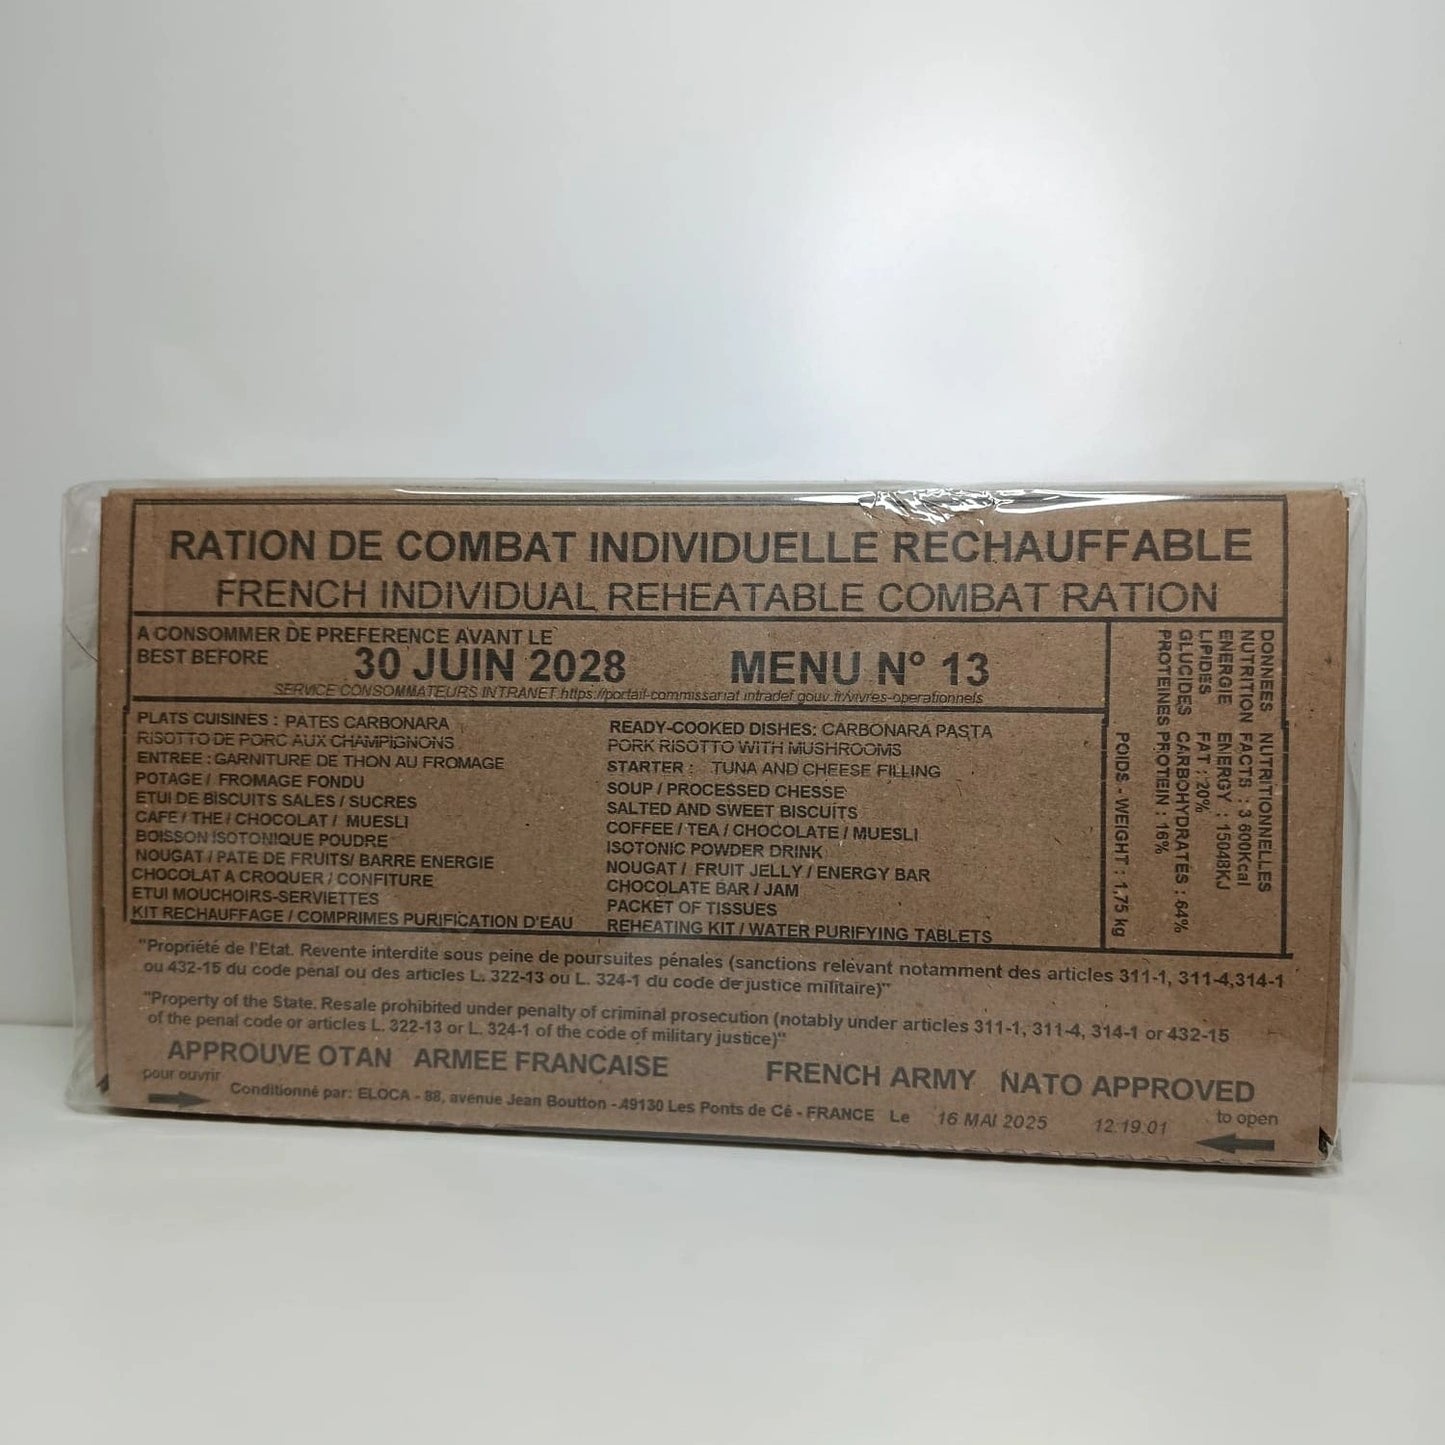 RATION DE COMBAT INDIVIDUELLE RECHAUFFABLE
FRENCH INDIVIDUAL REHEATABLE COMBAT RATION
A CONSOMMER DE PREFERENCE AVANT LE
BEST BEFORE 30 JUIN 2028 MENU N° 13
SERVICE CONSOMMATEURS INTRANET https://portail-commissariat intradef gouv.fr/vivres-operationnels
PLATS CUISINES : PATES CARBONARA
RISOTTO DE PORC AUX CHAMPIGNONS
ENTREE : GARNITURE DE THON AU FROMAGE
POTAGE / FROMAGE FONDU
ETUI DE BISCUITS SALES / SUCRES
CAFE / THE / CHOCOLAT / MUESLI
BOISSON ISOTONIQUE POUDRE
NOUGAT / PATE DE FRUITS/ BARRE ENERGIE
CHOCOLAT A CROQUER / CONFITURE
ETUI MOUCHOIRS-SERVIETTES
KIT RECHAUFFAGE / COMPRIMES PURIFICATION D'EAU
READY-COOKED DISHES: CARBONARA PASTA
PORK RISOTTO WITH MUSHROOMS
STARTER : TUNA AND CHEESE FILLING
SOUP / PROCESSED CHESSE
SALTED AND SWEET BISCUITS
COFFEE / TEA / CHOCOLATE / MUESLI
ISOTONIC POWDER DRINK
NOUGAT / FRUIT JELLY / ENERGY BAR
CHOCOLATE BAR / JAM
PACKET OF TISSUES
REHEATING KIT / WATER PURIFYING TABLETS
DONNEES NUTRITIONNELLES
NUTRITION FACTS : 3 600Kcal
ENERGIE ENERGY : 15048KJ
LIPIDES FAT : 20%
GLUCIDES CARBOHYDRATES : 64%
PROTEINES PROTEIN : 16%
POIDS - WEIGHT : 1,75 kg
"Propriété de l'Etat. Revente interdite sous peine de poursuites pénales (sanctions relevant notamment des articles 311-1, 311-4,314-1
ou 432-15 du code pénal ou des articles L. 322-13 ou L. 324-1 du code de justice militaire)"
"Property of the State. Resale prohibited under penalty of criminal prosecution (notably under articles 311-1, 311-4, 314-1 or 432-15
of the penal code or articles L. 322-13 or L. 324-1 of the code of military justice)"
APPROUVE OTAN ARMEE FRANCAISE FRENCH ARMY NATO APPROVED
pour ouvrir
Conditionné par: ELOCA - 88, avenue Jean Boutton - 49130 Les Ponts de Cé - FRANCE Le 16 MAI 2025 12.19.01
to open